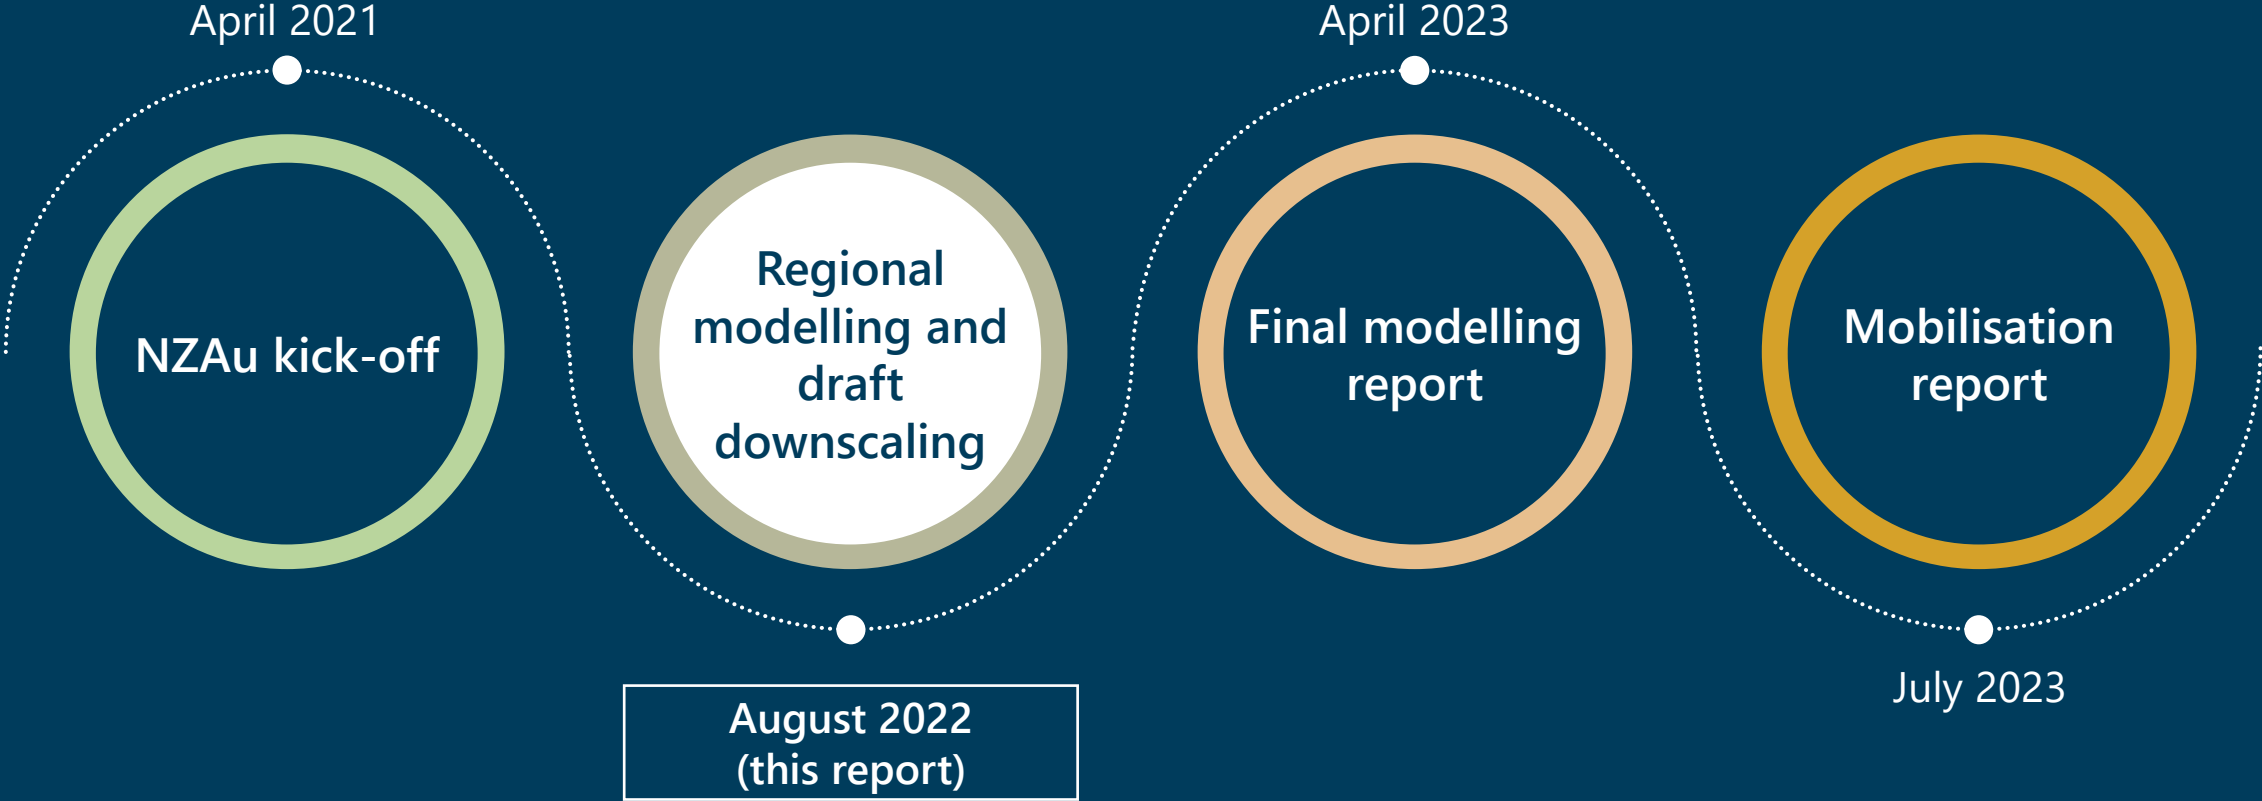 April 2021
NZAu kick-off
Regional
modelling and
draft
downscaling
August 2022
(this report)
April 2023
Final modelling
report
Mobilisation
report
July 2023